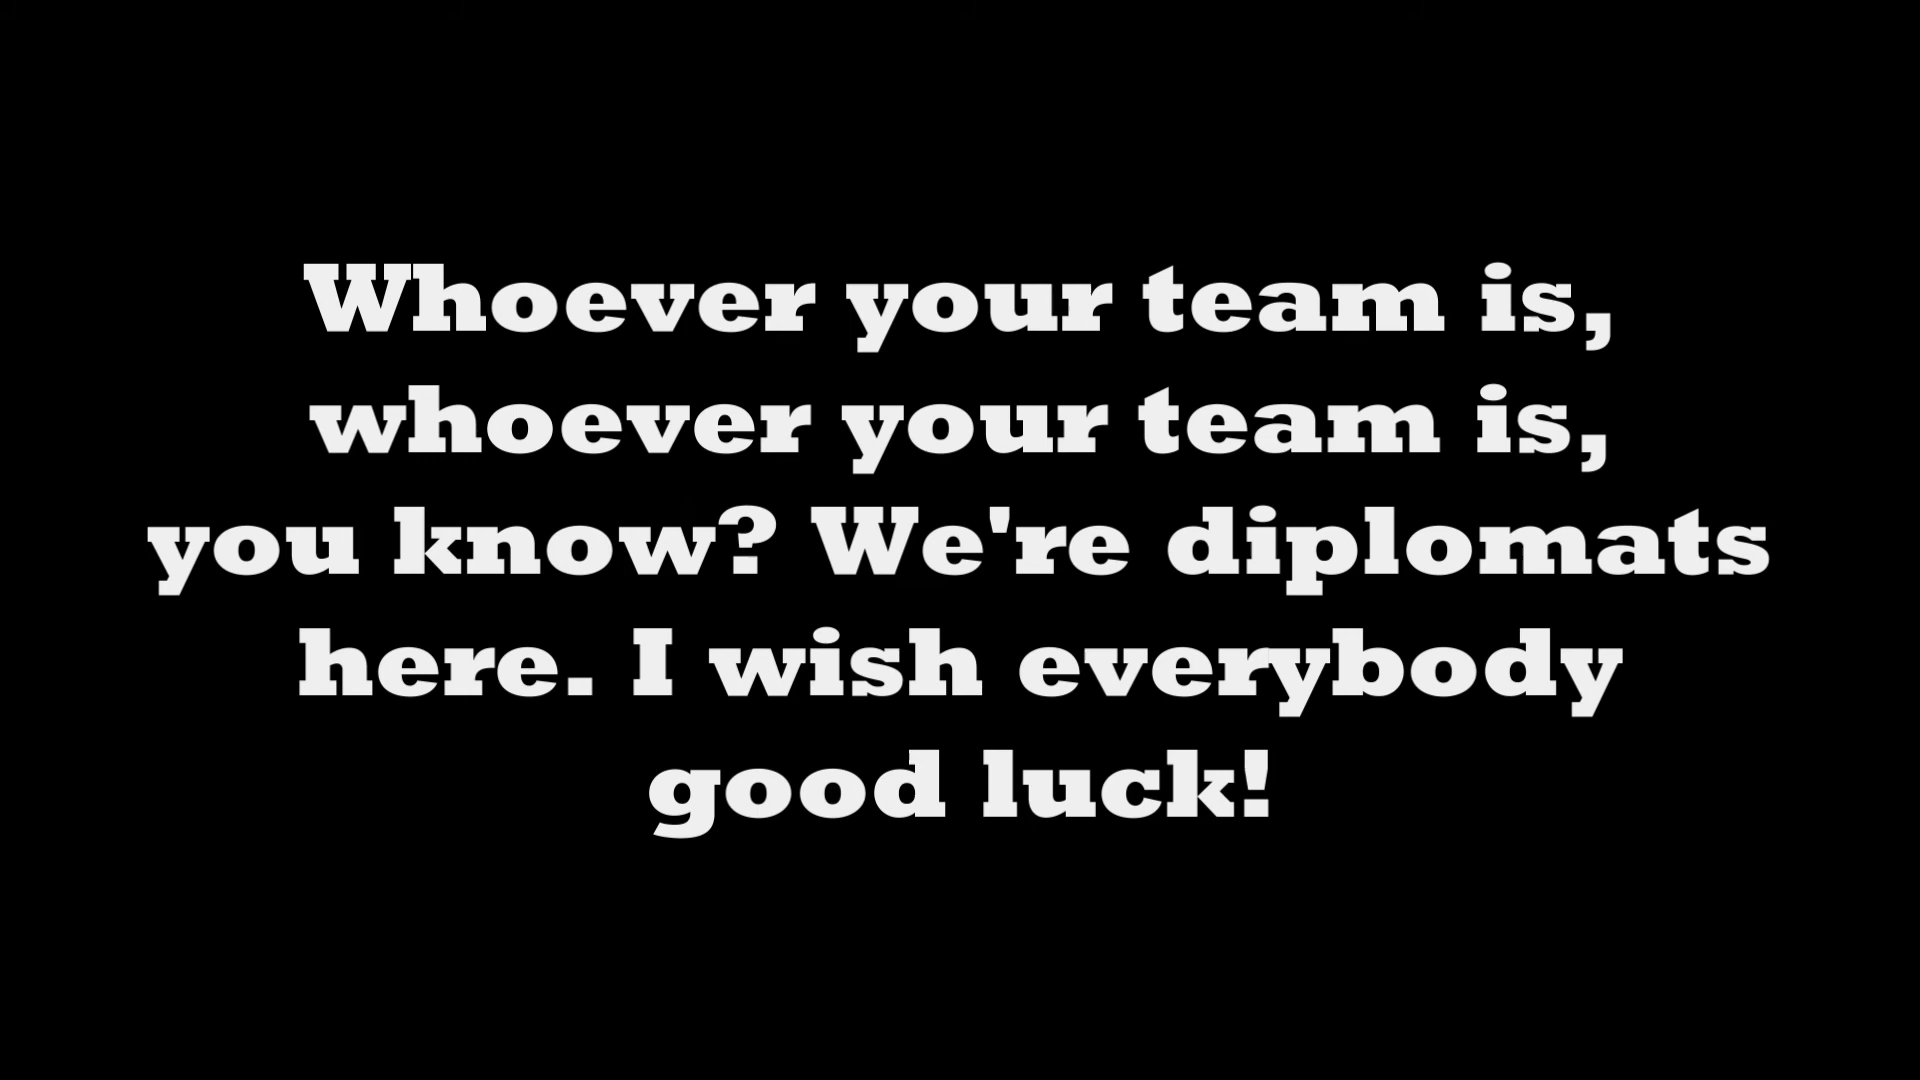 Whoever your team is,
whoever your team is,
you know? We're diplomats
here. I wish everybody
good luck!